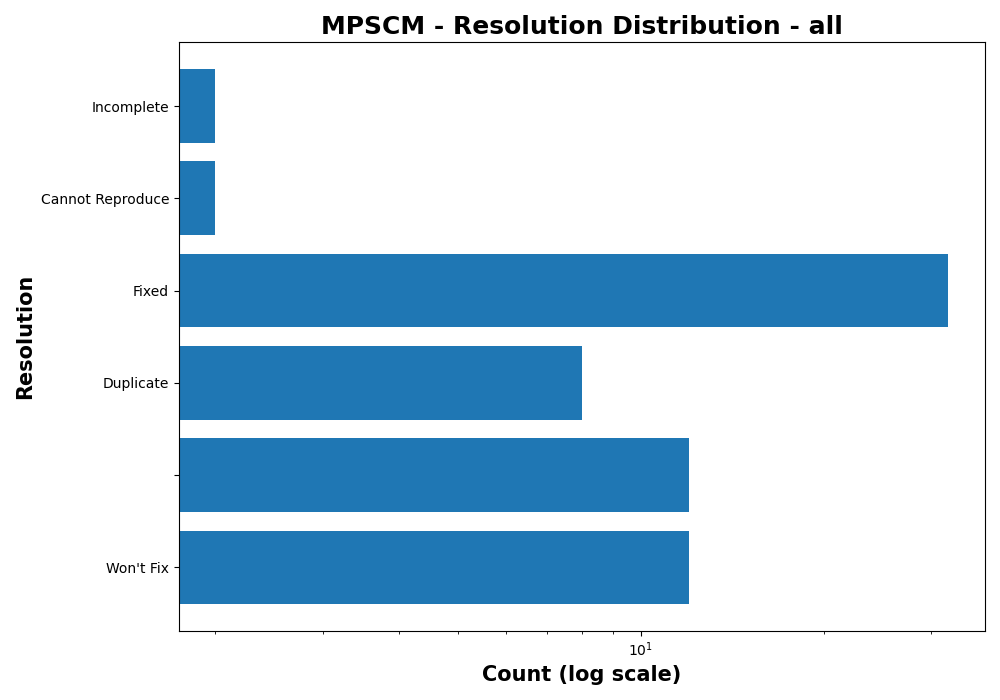 MPSCM - Resolution Distribution - all
Resolution
Incomplete
Cannot Reproduce
Fixed
Duplicate
Won't Fix
10¹
Count (log scale)